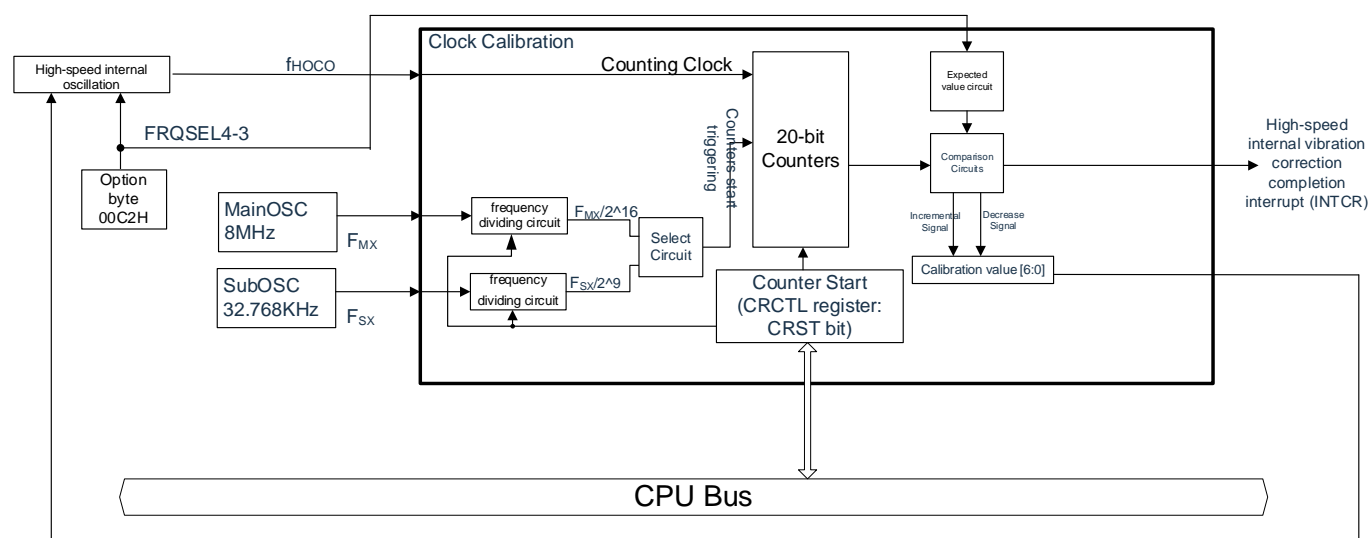 Clock Calibration
High-speed internal
oscillation
fHOCO
Counting Clock
Expected
value circuit
FRQSEL4-3
Counters start
triggering
20-bit
Counters
Comparison
Circuits
High-speed
internal vibration
correction
completion
interrupt (INTCR)
Option
byte
00C2H
MainOSC
8MHz
FMX
frequency
dividing circuit
FMX/2^16
Select
Circuit
Incremental
Signal
Decrease
Signal
SubOSC
32.768KHz
FSX
frequency
dividing circuit
FSX/2^9
Calibration value [6:0]
Counter Start
(CRCTL register:
CRST bit)
CPU Bus